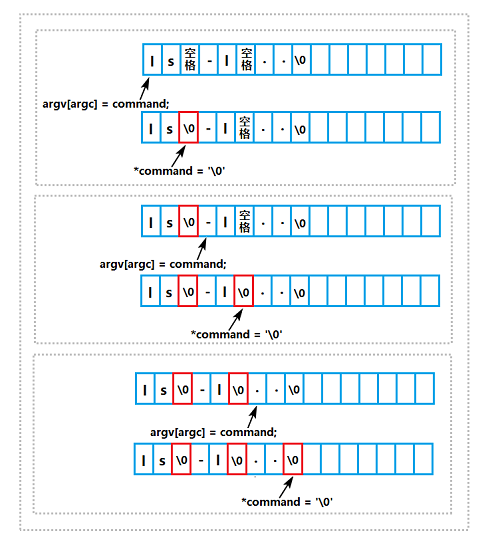 l s 空格 - l 空格 . . \0
argv[argc] = command;
l s \0 - l 空格 . . \0
*command = '\0'
l s \0 - l 空格 . . \0
argv[argc] = command;
l s \0 - l \0 . . \0
*command = '\0'
l s \0 - l \0 . . \0
argv[argc] = command;
l s \0 - l \0 . . \0
*command = '\0'